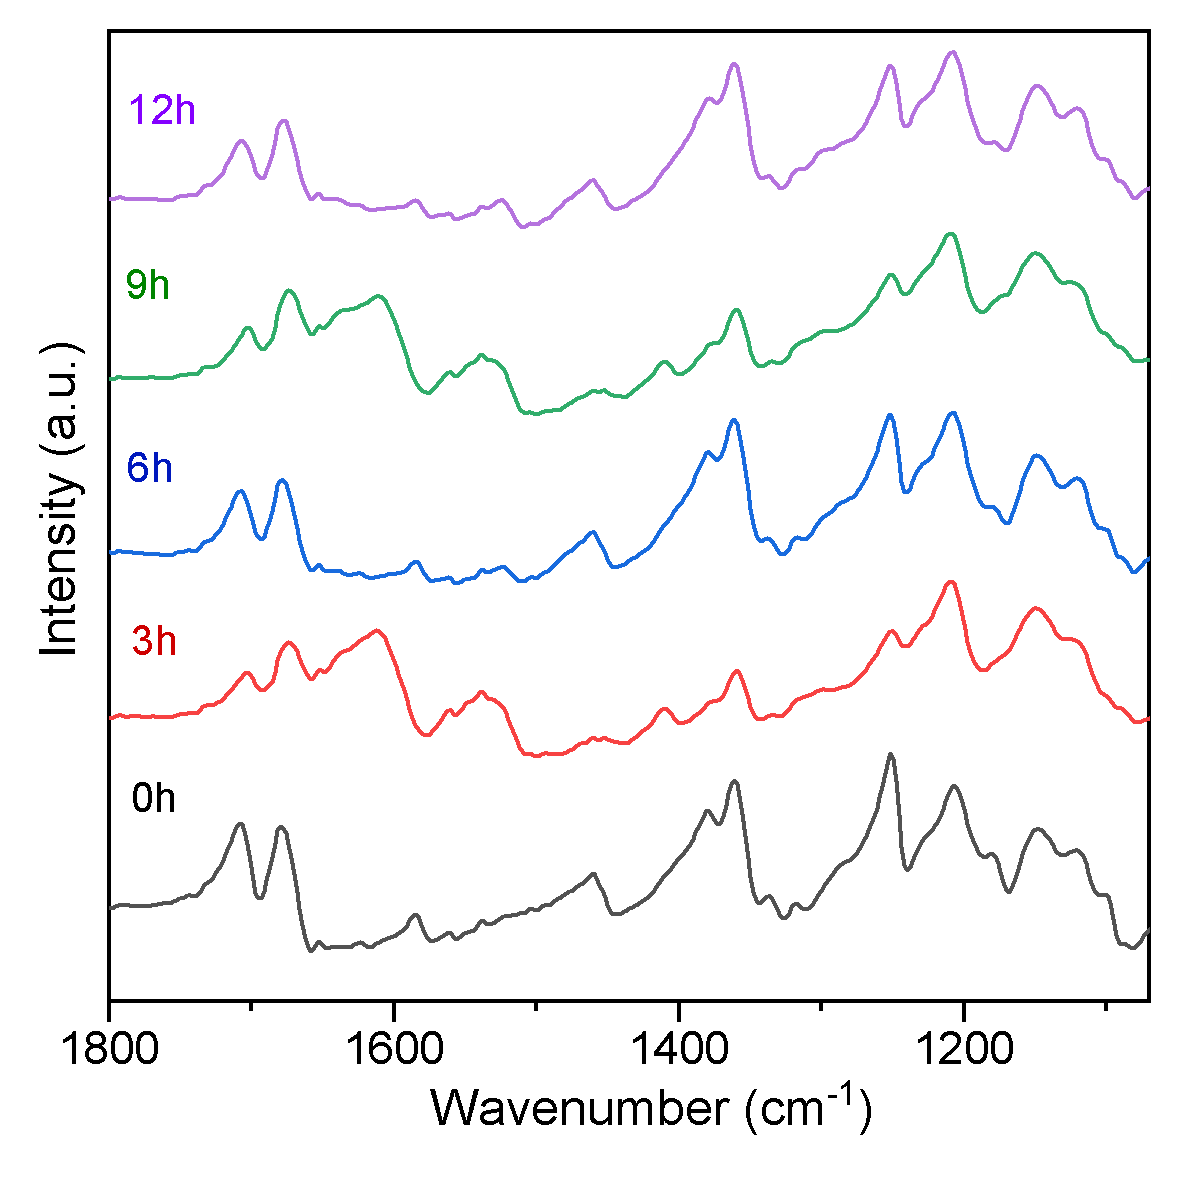 12h
9h
6h
3h
0h
Intensity (a.u.)
1800 1600 1400 1200
Wavenumber (cm⁻¹)